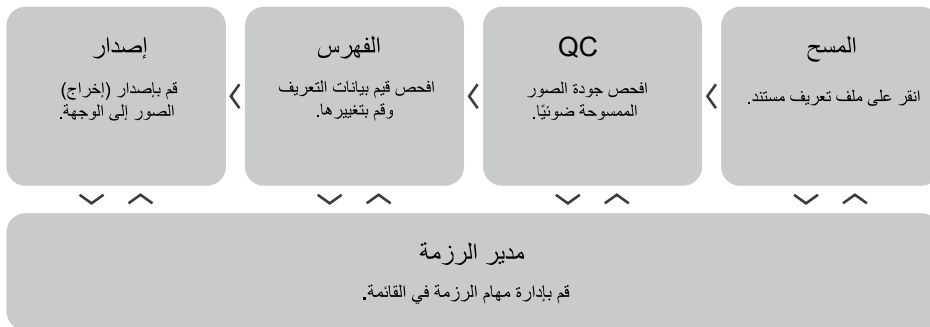 المسح
انقر على ملف تعريف مستند.
QC
افحص جودة الصور
الممسوحة ضوئيًا.
الفهرس
افحص قيم بيانات التعريف
وقم بتغييرها.
إصدار
قم بإصدار (إخراج)
الصور إلى الوجهة.
مدير الرزمة
قم بإدارة مهام الرزمة في القائمة.